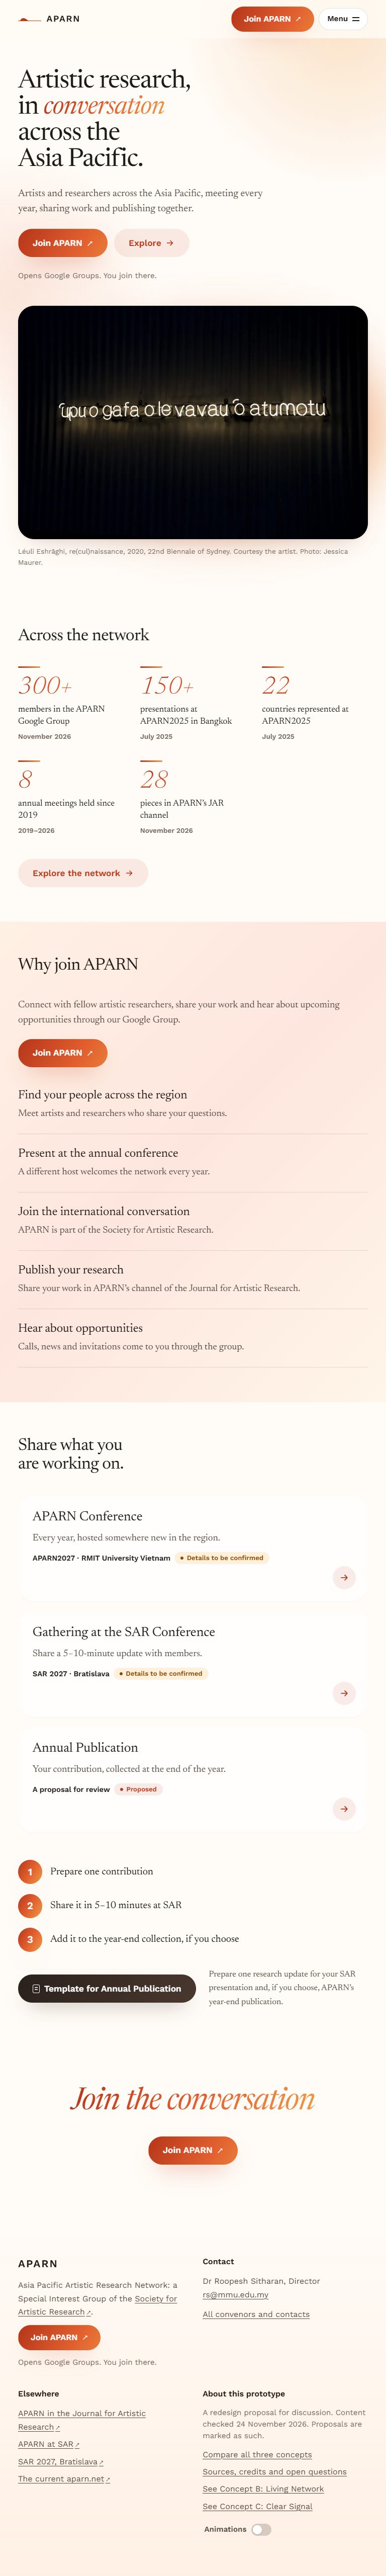 APARN
Join APARN ↗
Menu
Artistic research,
in conversation
across the
Asia Pacific.
Artists and researchers across the Asia Pacific, meeting every
year, sharing work and publishing together.
Join APARN ↗
Explore →
Opens Google Groups. You join there.
'upu o gafa o le vavau 'o atumotu
Léuli Eshrāghi, re(cul)naissance, 2020, 22nd Biennale of Sydney. Courtesy the artist. Photo: Jessica
Maurer.
Across the network
300+
members in the APARN
Google Group
November 2026
150+
presentations at
APARN2025 in Bangkok
July 2025
22
countries represented at
APARN2025
July 2025
8
annual meetings held since
2019
2019–2026
28
pieces in APARN's JAR
channel
November 2026
Explore the network →
Why join APARN
Connect with fellow artistic researchers, share your work and hear about upcoming
opportunities through our Google Group.
Join APARN ↗
Find your people across the region
Meet artists and researchers who share your questions.
Present at the annual conference
A different host welcomes the network every year.
Join the international conversation
APARN is part of the Society for Artistic Research.
Publish your research
Share your work in APARN's channel of the Journal for Artistic Research.
Hear about opportunities
Calls, news and invitations come to you through the group.
Share what you
are working on.
APARN Conference
Every year, hosted somewhere new in the region.
APARN2027 · RMIT University Vietnam
Details to be confirmed
→
Gathering at the SAR Conference
Share a 5–10-minute update with members.
SAR 2027 · Bratislava
Details to be confirmed
→
Annual Publication
Your contribution, collected at the end of the year.
A proposal for review
Proposed
→
1 Prepare one contribution
2 Share it in 5–10 minutes at SAR
3 Add it to the year-end collection, if you choose
Template for Annual Publication
Prepare one research update for your SAR
presentation and, if you choose, APARN's
year-end publication.
Join the conversation
Join APARN ↗
APARN
Asia Pacific Artistic Research Network: a
Special Interest Group of the Society for
Artistic Research ↗.
Join APARN ↗
Opens Google Groups. You join there.
Contact
Dr Roopesh Sitharan, Director
rs@mmu.edu.my
All convenors and contacts
Elsewhere
APARN in the Journal for Artistic
Research ↗
APARN at SAR ↗
SAR 2027, Bratislava ↗
The current aparn.net ↗
About this prototype
A redesign proposal for discussion. Content
checked 24 November 2026. Proposals are
marked as such.
Compare all three concepts
Sources, credits and open questions
See Concept B: Living Network
See Concept C: Clear Signal
Animations